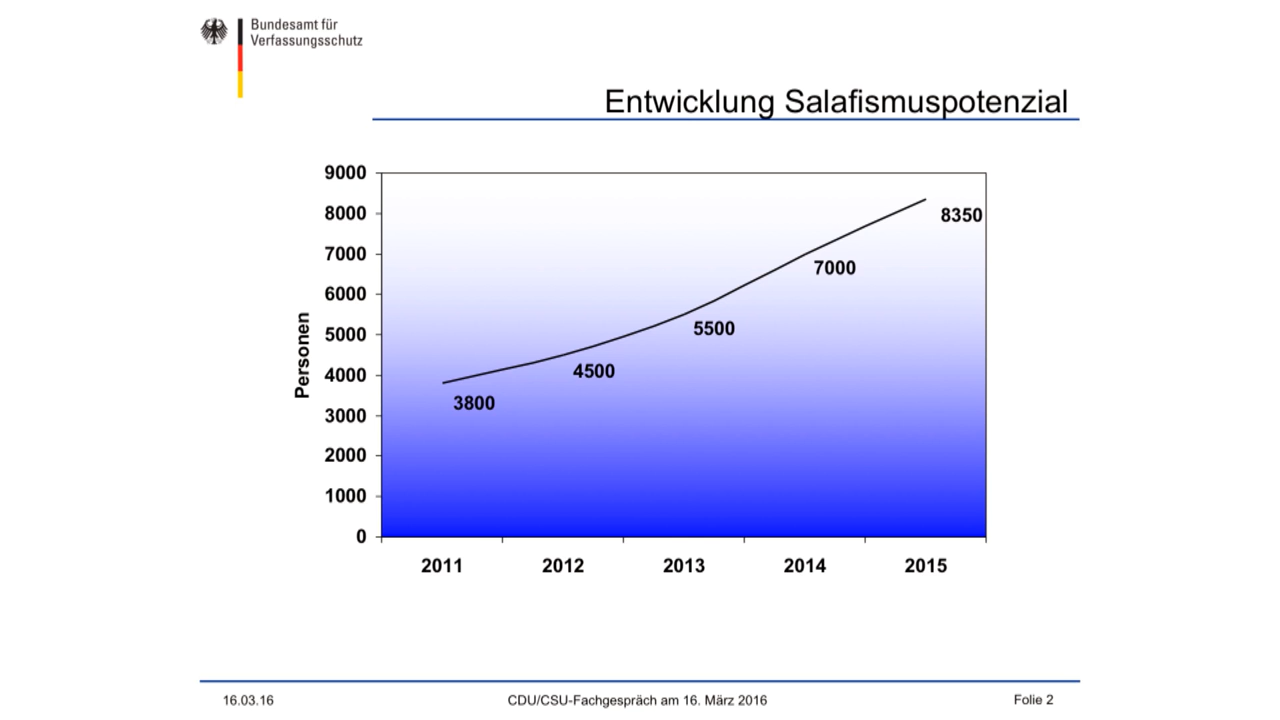 Bundesamt für
Verfassungsschutz
Entwicklung Salafismuspotenzial
9000
8000
7000
6000
5000
4000
3000
2000
1000
0
Personen
8350
7000
5500
4500
3800
2011 2012 2013 2014 2015
16.03.16 CDU/CSU-Fachgespräch am 16. März 2016 Folie 2